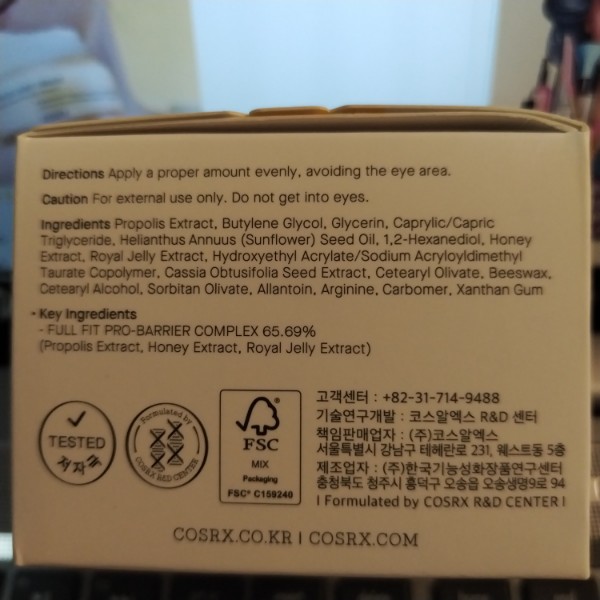 Directions Apply a proper amount evenly, avoiding the eye area.
Caution For external use only. Do not get into eyes.
Ingredients Propolis Extract, Butylene Glycol, Glycerin, Caprylic/Capric
Triglyceride, Helianthus Annuus (Sunflower) Seed Oil, 1,2-Hexanediol, Honey
Extract, Royal Jelly Extract, Hydroxyethyl Acrylate/Sodium Acryloyldimethyl
Taurate Copolymer, Cassia Obtusifolia Seed Extract, Cetearyl Olivate, Beeswax,
Cetearyl Alcohol, Sorbitan Olivate, Allantoin, Arginine, Carbomer, Xanthan Gum
- Key Ingredients
- FULL FIT PRO-BARRIER COMPLEX 65.69%
(Propolis Extract, Honey Extract, Royal Jelly Extract)
TESTED
저자극
Formulated by
COSRX R&D CENTER
FSC
MIX
Packaging
FSC® C159240
고객센터 : +82-31-714-9488
기술연구개발 : 코스알엑스 R&D 센터
책임판매업자 : (주)코스알엑스
서울특별시 강남구 테헤란로 231, 웨스트동 5층
제조업자 : (주)한국기능성화장품연구센터
충청북도 청주시 흥덕구 오송읍 오송생명9로 94
I Formulated by COSRX R&D CENTER I
COSRX.CO.KR I COSRX.COM